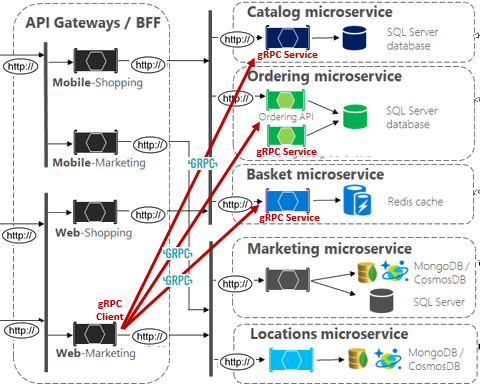 API Gateways / BFF
http://
Mobile-Shopping
http://
http://
Mobile-Marketing
http://
http://
Web-Shopping
http://
gRPC
Client
http://
Web-Marketing
http://
GRPC
GRPC
GRPC
Catalog microservice
http://
gRPC Service
SQL Server
database
Ordering microservice
http://
Ordering.API
gRPC Service
SQL Server
database
Basket microservice
http://
gRPC Service
Redis cache
Marketing microservice
http://
MongoDB /
CosmosDB
SQL Server
Locations microservice
http://
MongoDB /
CosmosDB